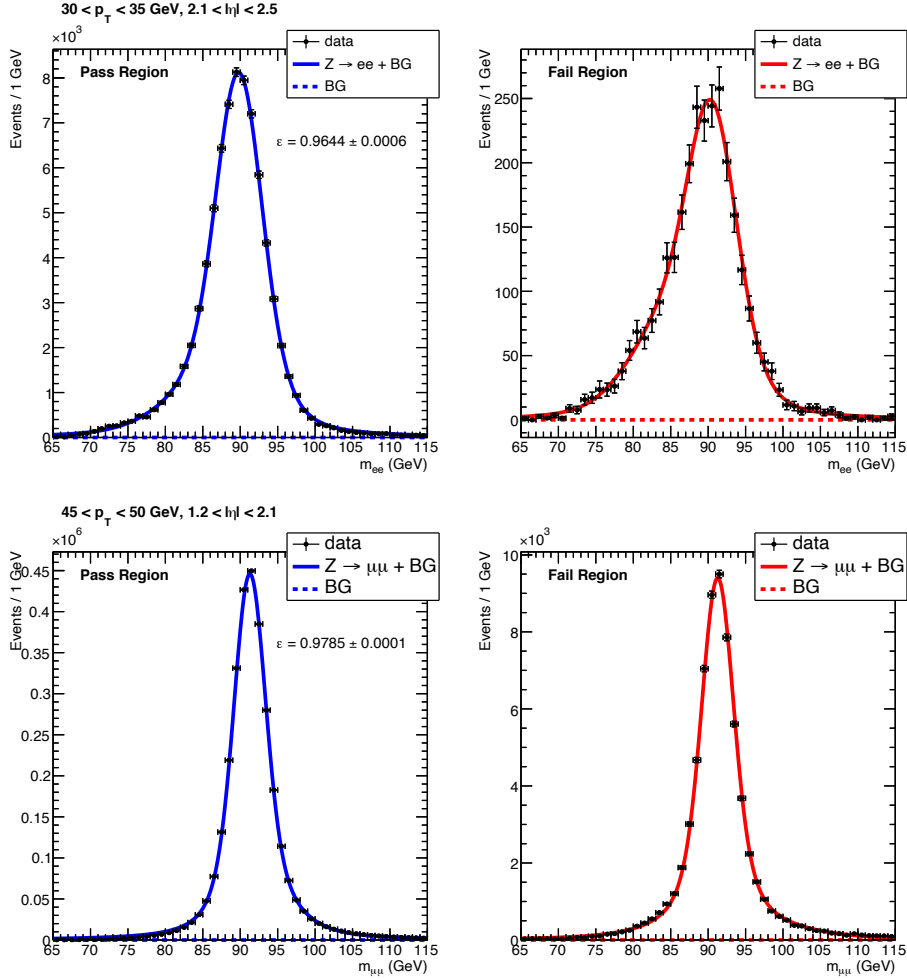 30 < p_T < 35 GeV, 2.1 < |η| < 2.5
×10³
Events / 1 GeV
Pass Region
data
Z → ee + BG
BG
ε = 0.9644 ± 0.0006
8
7
6
5
4
3
2
1
0
65 70 75 80 85 90 95 100 105 110 115
m_ee (GeV)
Events / 1 GeV
Fail Region
data
Z → ee + BG
BG
250
200
150
100
50
0
65 70 75 80 85 90 95 100 105 110 115
m_ee (GeV)
45 < p_T < 50 GeV, 1.2 < |η| < 2.1
×10⁶
Events / 1 GeV
Pass Region
data
Z → μμ + BG
BG
ε = 0.9785 ± 0.0001
0.45
0.4
0.35
0.3
0.25
0.2
0.15
0.1
0.05
0
65 70 75 80 85 90 95 100 105 110 115
m_μμ (GeV)
×10³
Events / 1 GeV
Fail Region
data
Z → μμ + BG
BG
10
8
6
4
2
0
65 70 75 80 85 90 95 100 105 110 115
m_μμ (GeV)